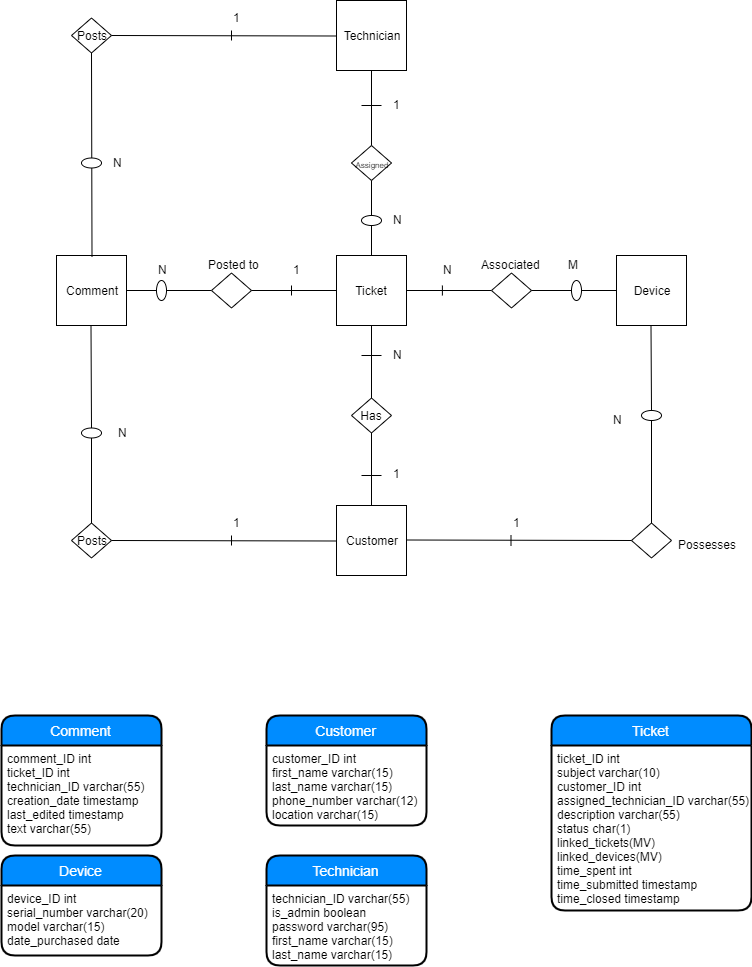 1
Posts
Technician
1
Assigned
N
N
Posted to
Associated
N
1
N
M
Comment
Ticket
Device
N
Has
N
N
1
1
1
Posts
Customer
Possesses
Comment
comment_ID int
ticket_ID int
technician_ID varchar(55)
creation_date timestamp
last_edited timestamp
text varchar(55)
Customer
customer_ID int
first_name varchar(15)
last_name varchar(15)
phone_number varchar(12)
location varchar(15)
Ticket
ticket_ID int
subject varchar(10)
customer_ID int
assigned_technician_ID varchar(55)
description varchar(55)
status char(1)
linked_tickets(MV)
linked_devices(MV)
time_spent int
time_submitted timestamp
time_closed timestamp
Device
device_ID int
serial_number varchar(20)
model varchar(15)
date_purchased date
Technician
technician_ID varchar(55)
is_admin boolean
password varchar(95)
first_name varchar(15)
last_name varchar(15)